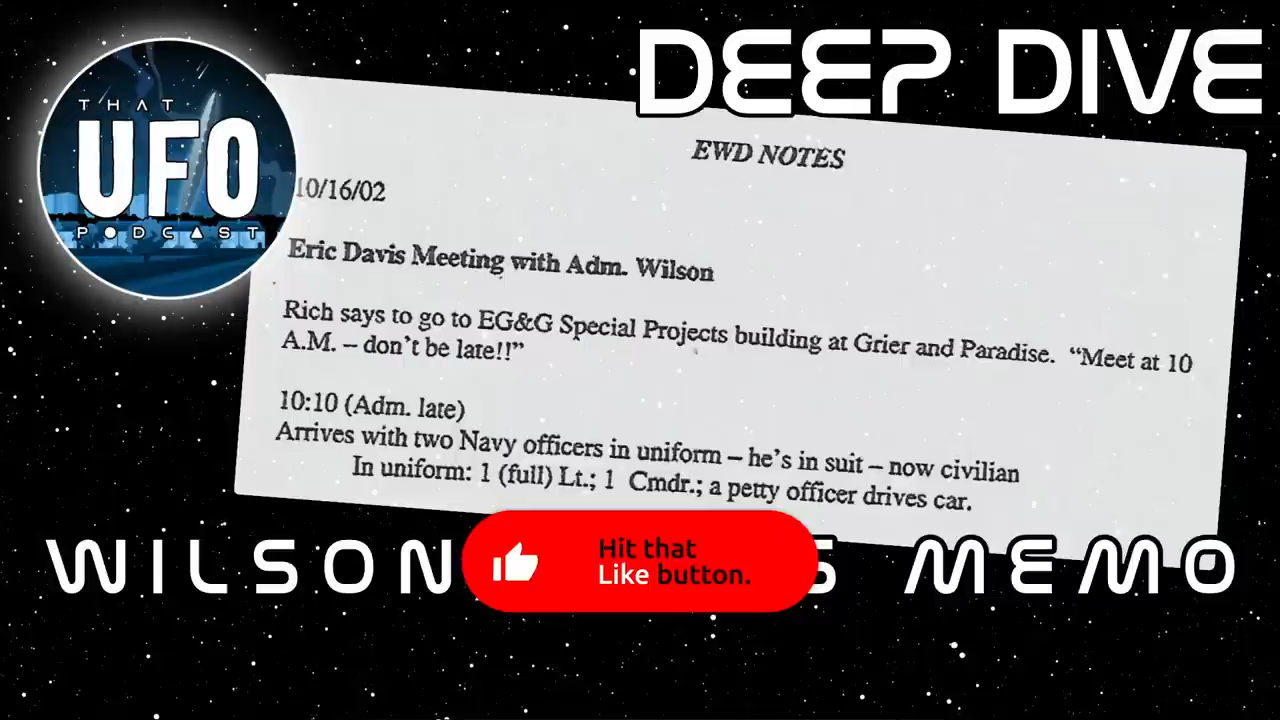 DEEP DIVE
THAT
UFO
PODCAST
EWD NOTES
10/16/02
Eric Davis Meeting with Adm. Wilson
Rich says to go to EG&G Special Projects building at Grier and Paradise. “Meet at 10
A.M. – don’t be late!!”
10:10 (Adm. late)
Arrives with two Navy officers in uniform – he’s in suit – now civilian
In uniform: 1 (full) Lt.; 1 Cmdr.; a petty officer drives car.
WILSON S MEMO
Hit that
Like button.